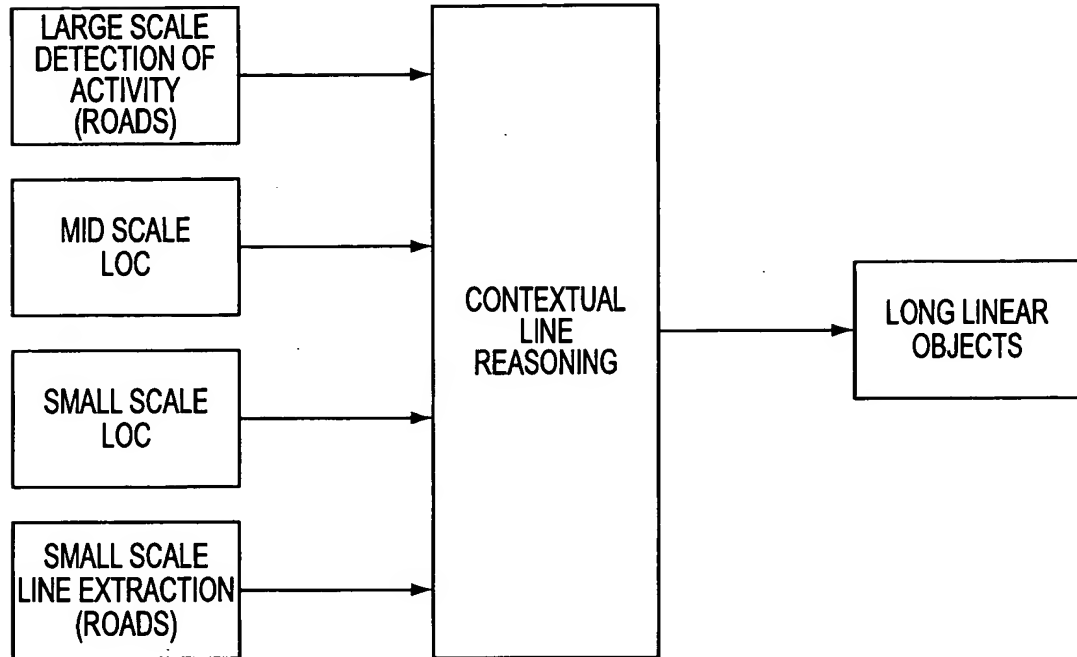 LARGE SCALE
DETECTION OF
ACTIVITY
(ROADS)
MID SCALE
LOC
SMALL SCALE
LOC
SMALL SCALE
LINE EXTRACTION
(ROADS)
CONTEXTUAL
LINE
REASONING
LONG LINEAR
OBJECTS